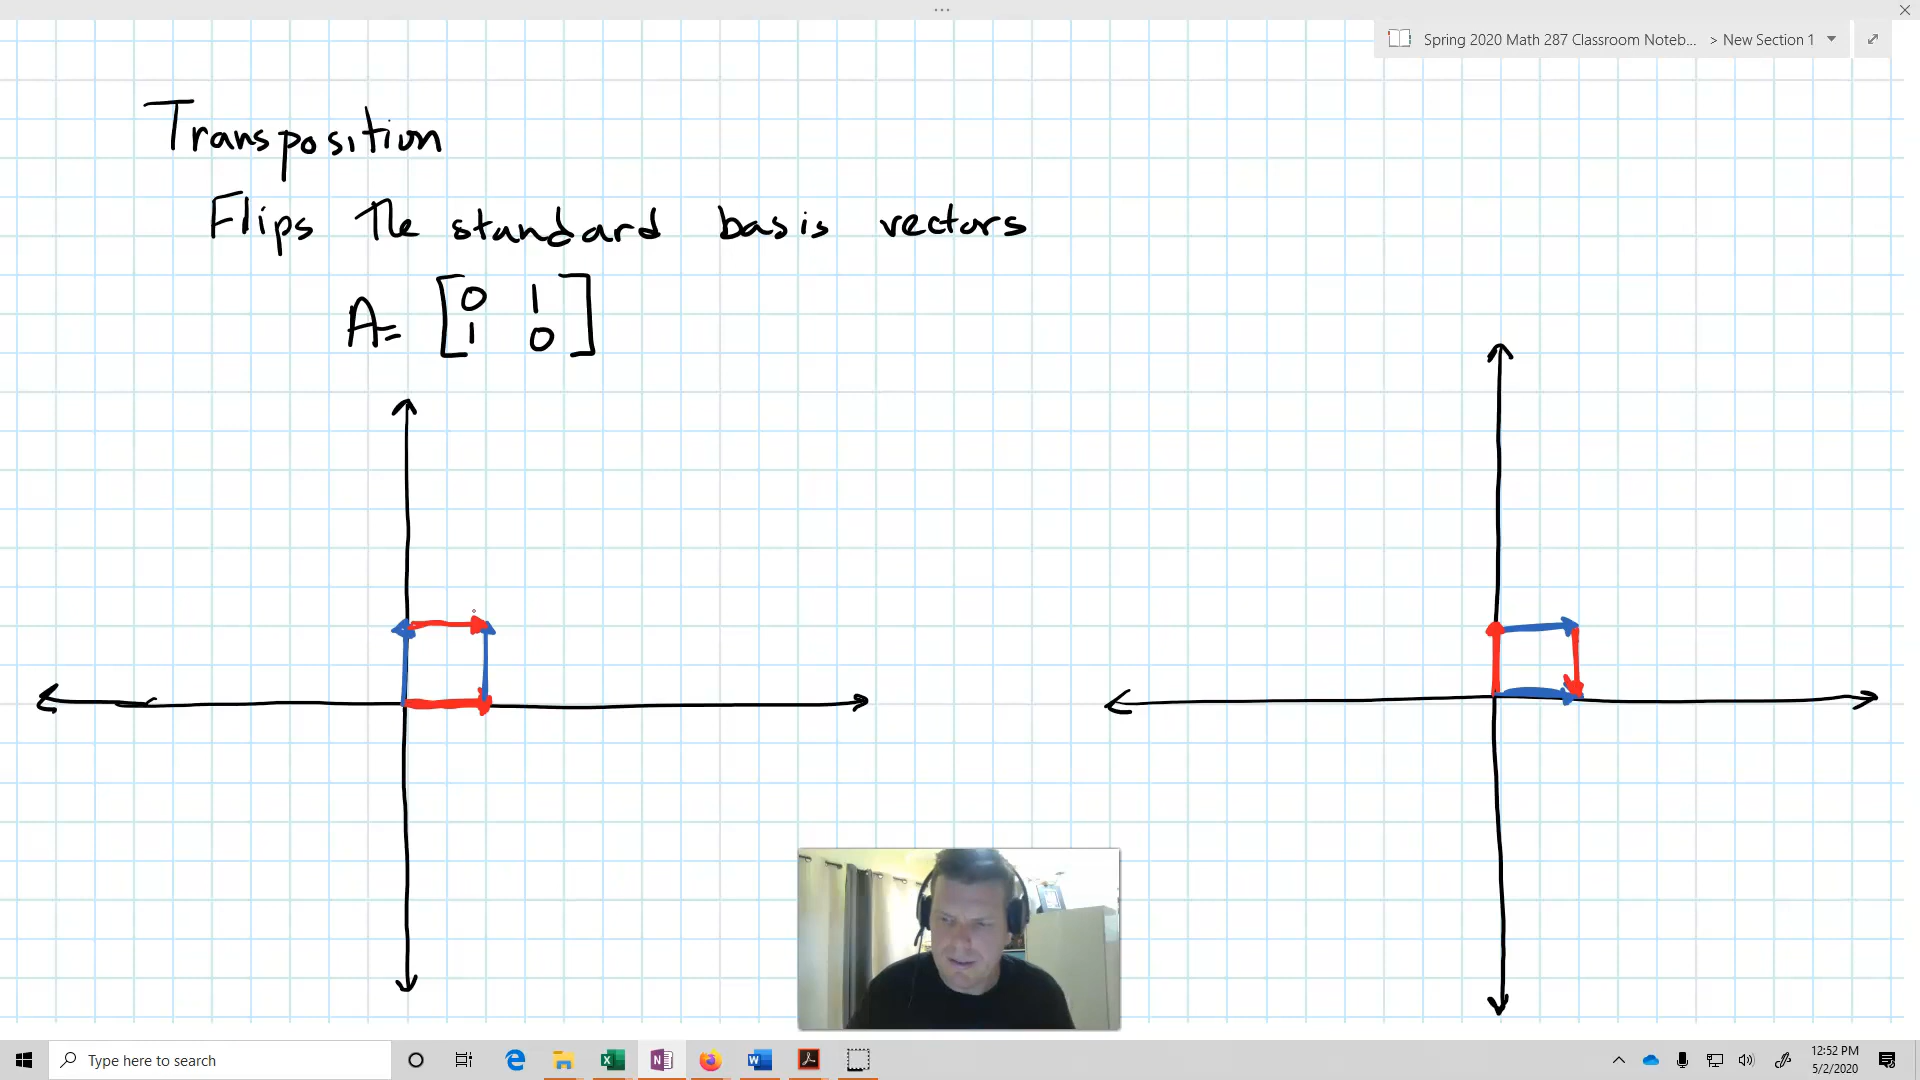 Spring 2020 Math 287 Classroom Noteb... > New Section 1
Transposition
Flips the standard basis vectors
A= [0 1
1 0]
Type here to search
12:52 PM
5/2/2020